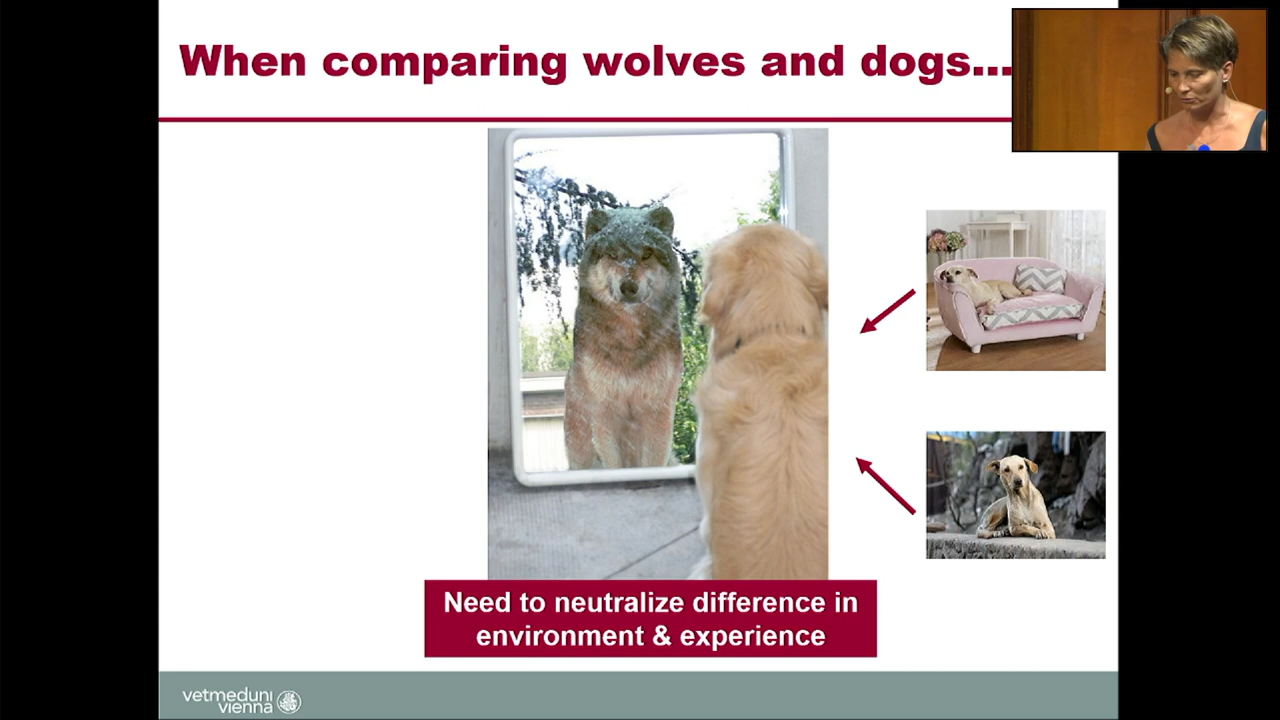 When comparing wolves and dogs...
Need to neutralize difference in
environment & experience
vetmeduni
vienna